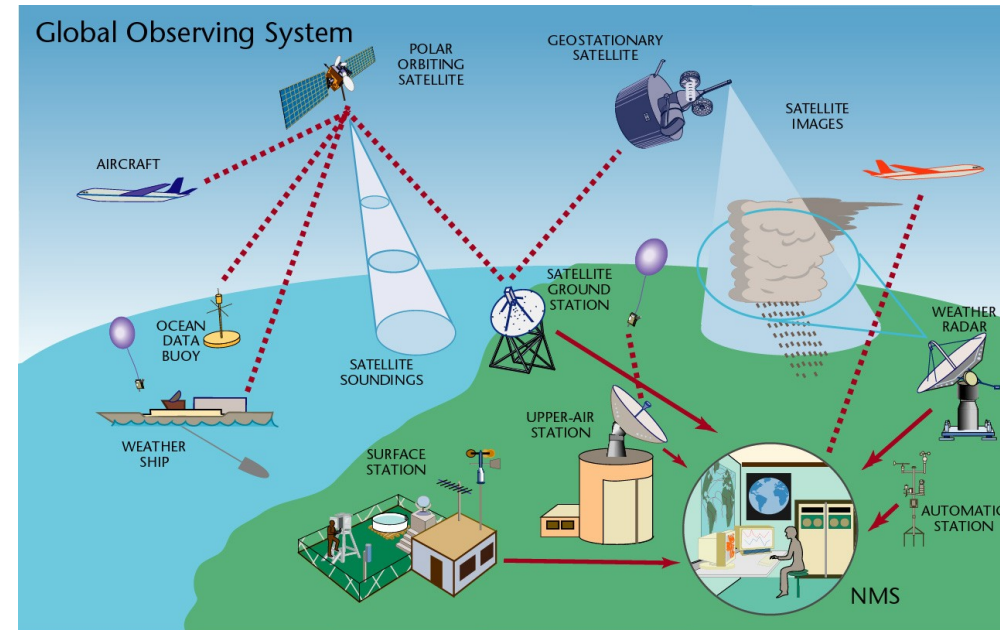 Global Observing System
POLAR
ORBITING
SATELLITE
GEOSTATIONARY
SATELLITE
SATELLITE
IMAGES
AIRCRAFT
SATELLITE
GROUND
STATION
OCEAN
DATA
BUOY
WEATHER
RADAR
SATELLITE
SOUNDINGS
UPPER-AIR
STATION
WEATHER
SHIP
SURFACE
STATION
AUTOMATIC
STATION
NMS